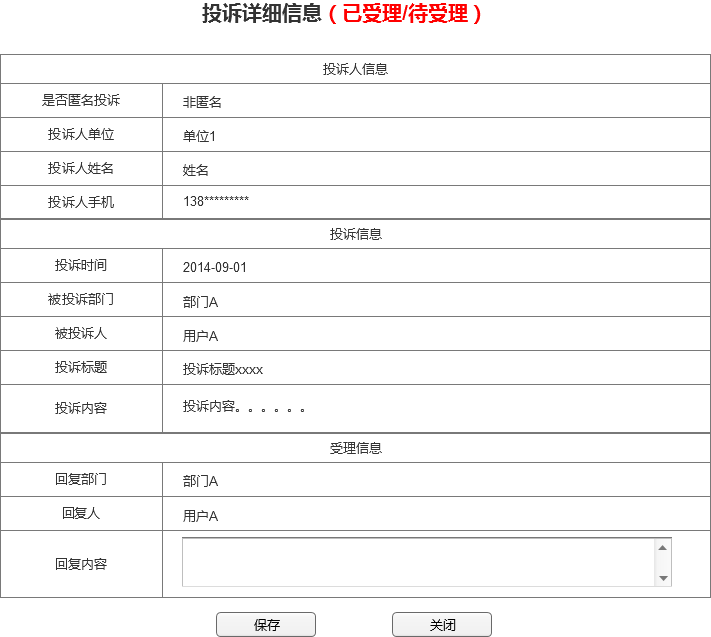 投诉详细信息（已受理/待受理）
投诉人信息
是否匿名投诉 非匿名
投诉人单位 单位1
投诉人姓名 姓名
投诉人手机 138*********
投诉信息
投诉时间 2014-09-01
被投诉部门 部门A
被投诉人 用户A
投诉标题 投诉标题xxxx
投诉内容 投诉内容。。。。。。
受理信息
回复部门 部门A
回复人 用户A
回复内容
保存 关闭